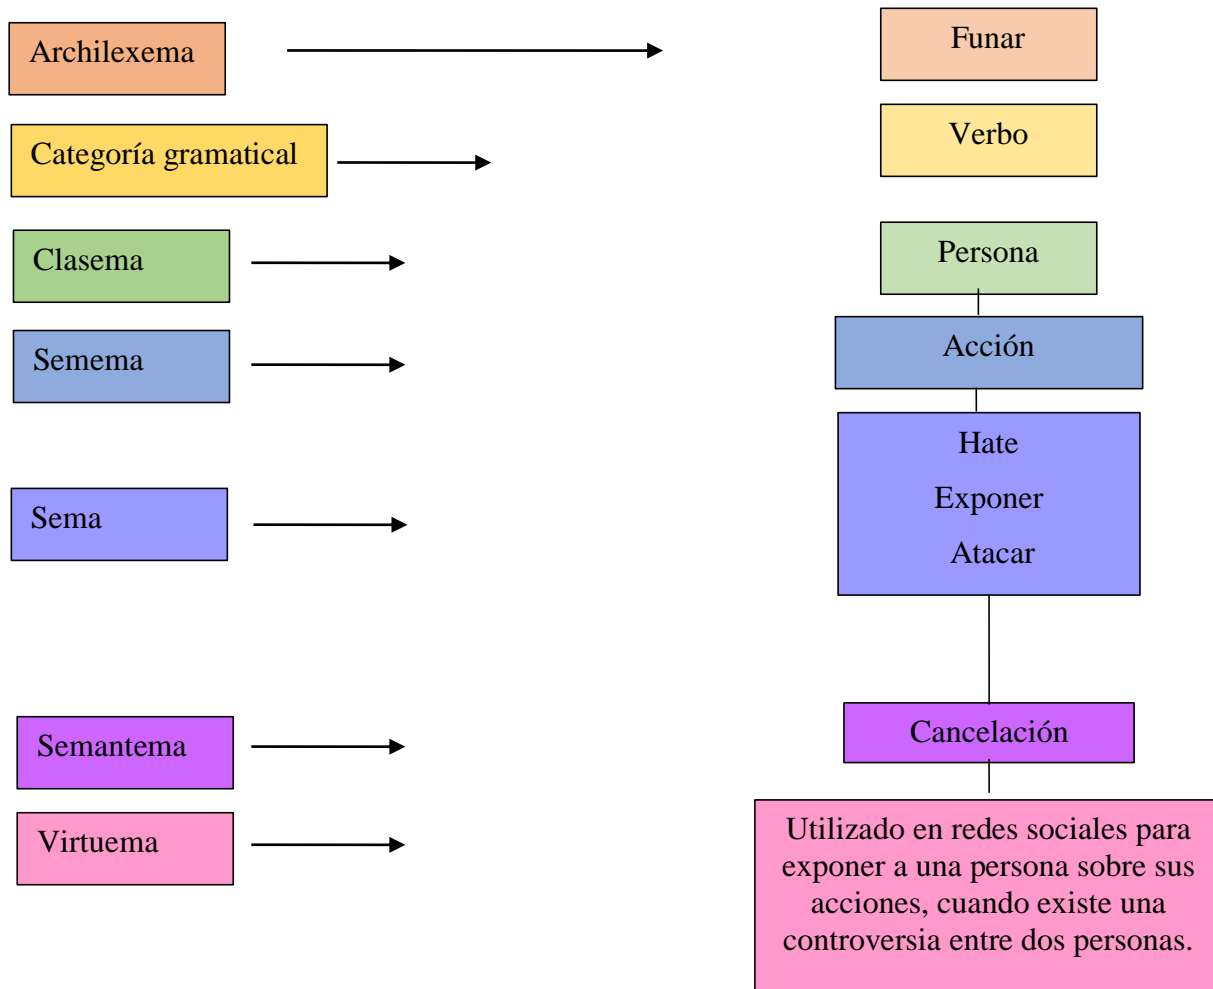 Archilexema
Funar
Categoría gramatical
Verbo
Clasema
Persona
Semema
Acción
Sema
Hate
Exponer
Atacar
Semantema
Cancelación
Virtuema
Utilizado en redes sociales para
exponer a una persona sobre sus
acciones, cuando existe una
controversia entre dos personas.